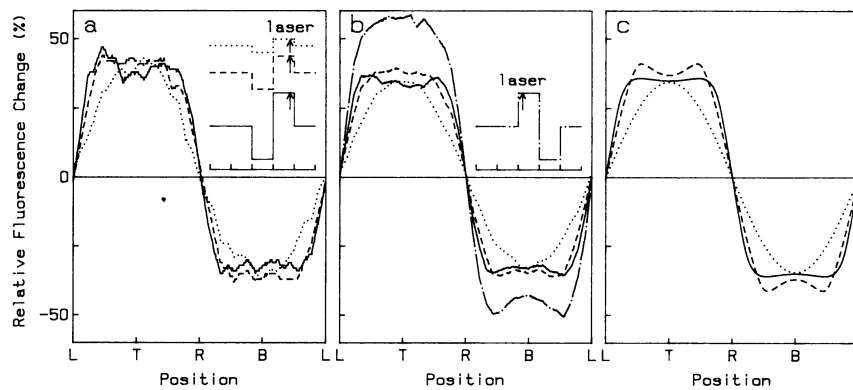 Relative Fluorescence Change (%)
50
0
-50
a
laser
L T R B L
Position
b
laser
L T R B L
Position
c
L T R B
Position